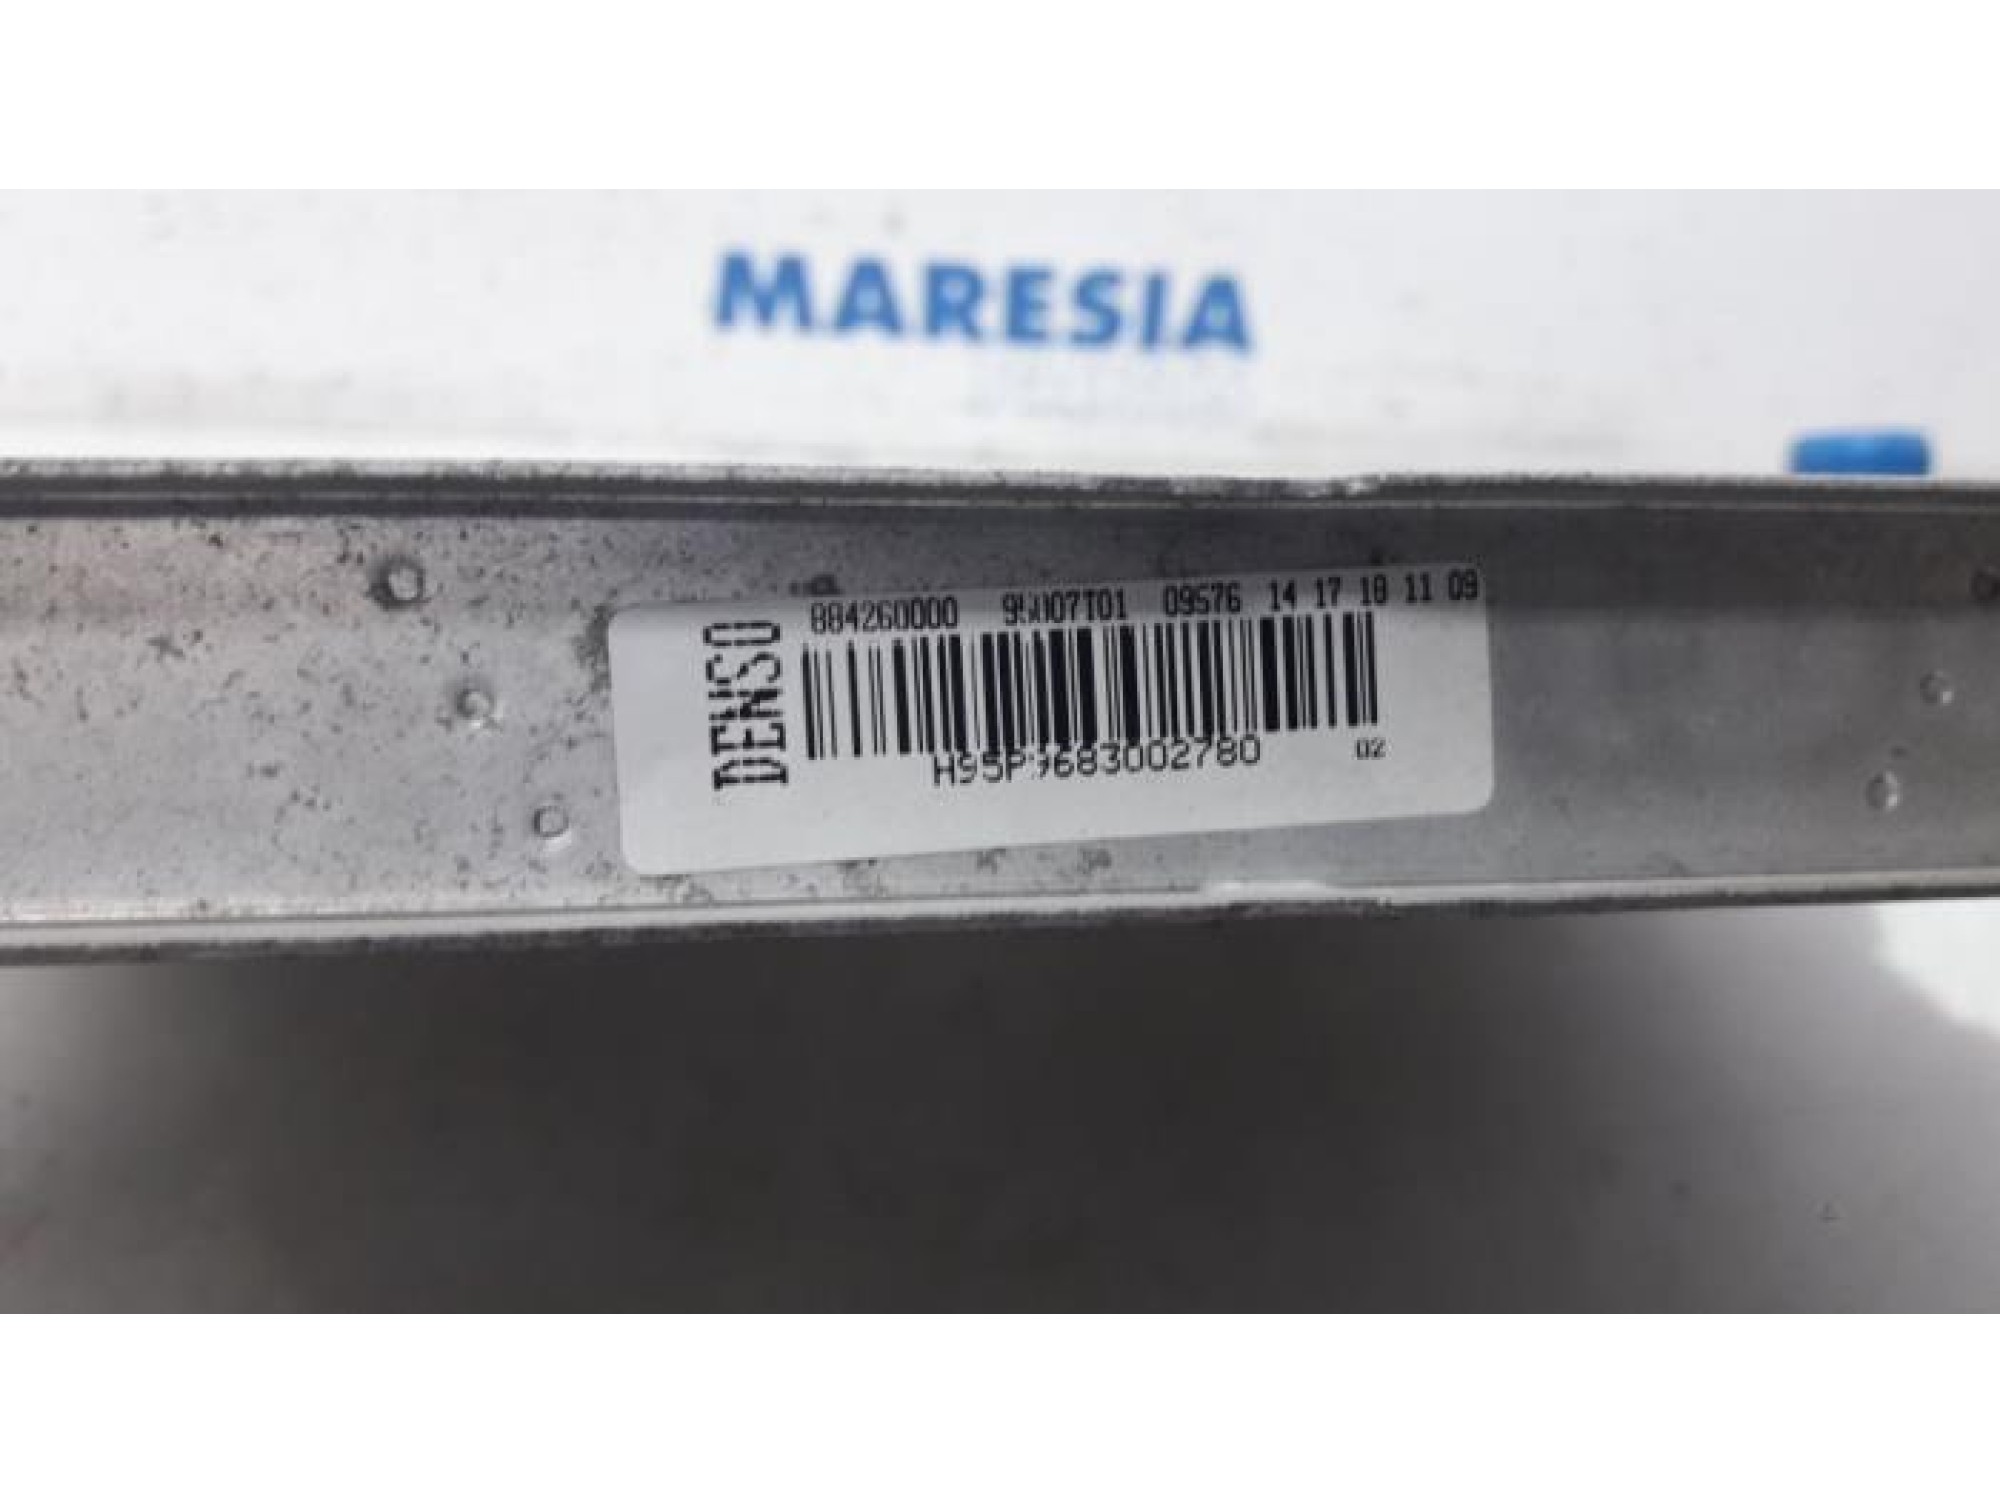 MARESIA
DENSO
884260000 09576 14 17 18 11 09
H95P9683002780
02